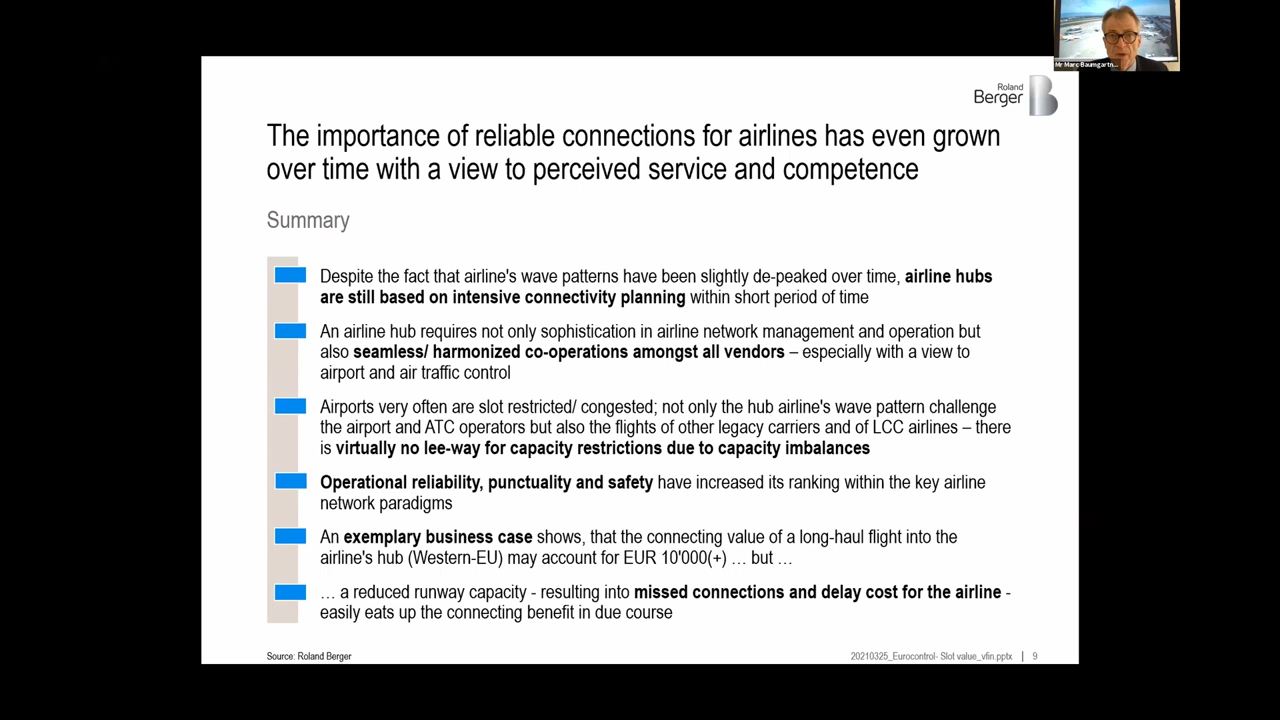 Mr Marc Baumgartn...
Roland
Berger
The importance of reliable connections for airlines has even grown
over time with a view to perceived service and competence
Summary
Despite the fact that airline's wave patterns have been slightly de-peaked over time, airline hubs
are still based on intensive connectivity planning within short period of time
An airline hub requires not only sophistication in airline network management and operation but
also seamless/ harmonized co-operations amongst all vendors – especially with a view to
airport and air traffic control
Airports very often are slot restricted/ congested; not only the hub airline's wave pattern challenge
the airport and ATC operators but also the flights of other legacy carriers and of LCC airlines – there
is virtually no lee-way for capacity restrictions due to capacity imbalances
Operational reliability, punctuality and safety have increased its ranking within the key airline
network paradigms
An exemplary business case shows, that the connecting value of a long-haul flight into the
airline's hub (Western-EU) may account for EUR 10'000(+) … but …
… a reduced runway capacity - resulting into missed connections and delay cost for the airline -
easily eats up the connecting benefit in due course
Source: Roland Berger
20210325_Eurocontrol- Slot value_vfin.pptx | 9